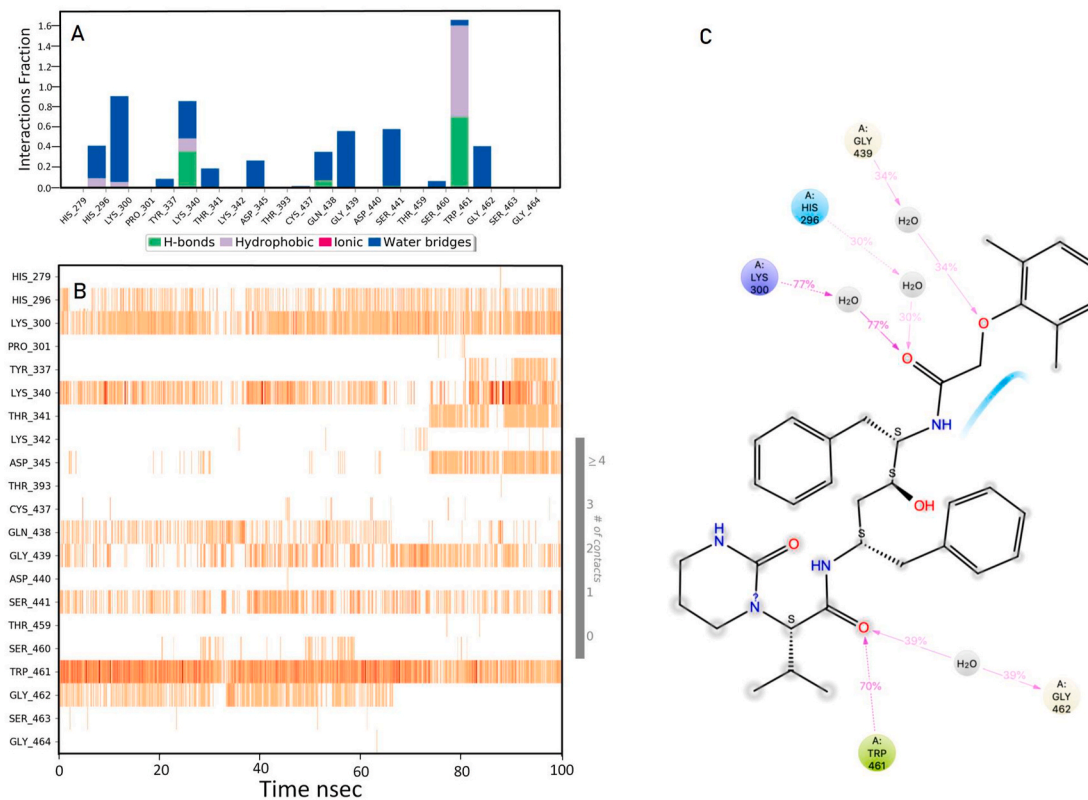 A
Interactions Fraction
1.6
1.4
1.2
1.0
0.8
0.6
0.4
1.2
0.0
HIS_279
HIS_296
LYS_300
PRO_301
TYR_337
LYS_340
THR_341
LYS_342
ASP_345
THR_393
CYS_437
GLN_438
GLY_439
ASP_440
SER_441
THR_459
SER_460
TRP_461
GLY_462
SER_463
GLY_464
H-bonds Hydrophobic Ionic Water bridges
B
HIS_279
HIS_296
LYS_300
PRO_301
TYR_337
LYS_340
THR_341
LYS_342
ASP_345
THR_393
CYS_437
GLN_438
GLY_439
ASP_440
SER_441
THR_459
SER_460
TRP_461
GLY_462
SER_463
GLY_464
0 20 40 60 80 100
Time nsec
≥4
3
2
1
0
# of contacts
C
A:
GLY
439
34%
H₂O
34%
A:
HIS
296
30%
H₂O
30%
A:
LYS
300
77%
H₂O
77%
O
O
NH
S
S
OH
S
H
N
O
HN
N
?
S
O
39%
H₂O
39%
A:
GLY
462
70%
A:
TRP
461